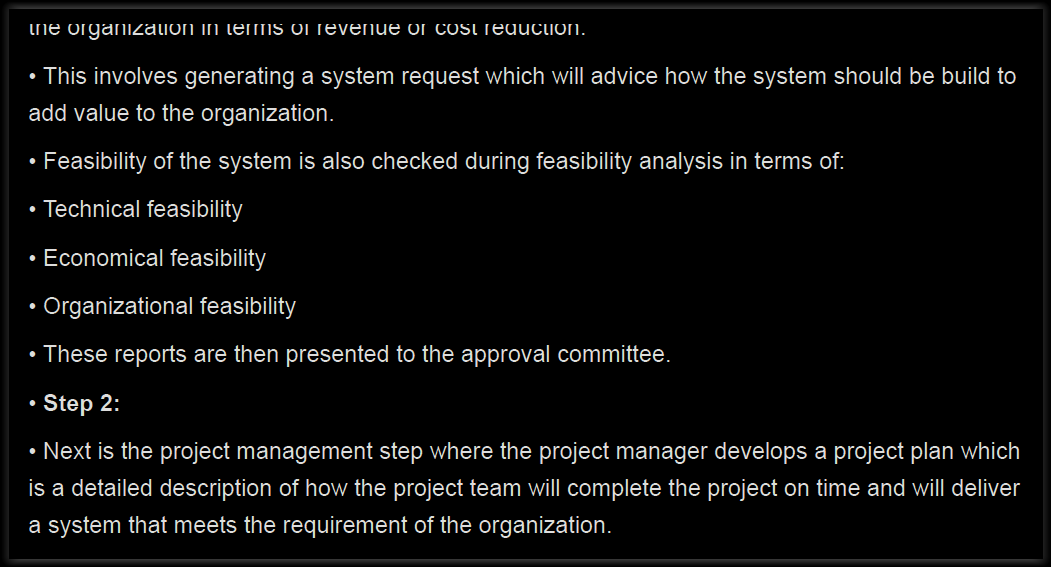 the organization in terms of revenue or cost reduction.
• This involves generating a system request which will advice how the system should be build to
add value to the organization.
• Feasibility of the system is also checked during feasibility analysis in terms of:
• Technical feasibility
• Economical feasibility
• Organizational feasibility
• These reports are then presented to the approval committee.
• Step 2:
• Next is the project management step where the project manager develops a project plan which
is a detailed description of how the project team will complete the project on time and will deliver
a system that meets the requirement of the organization.